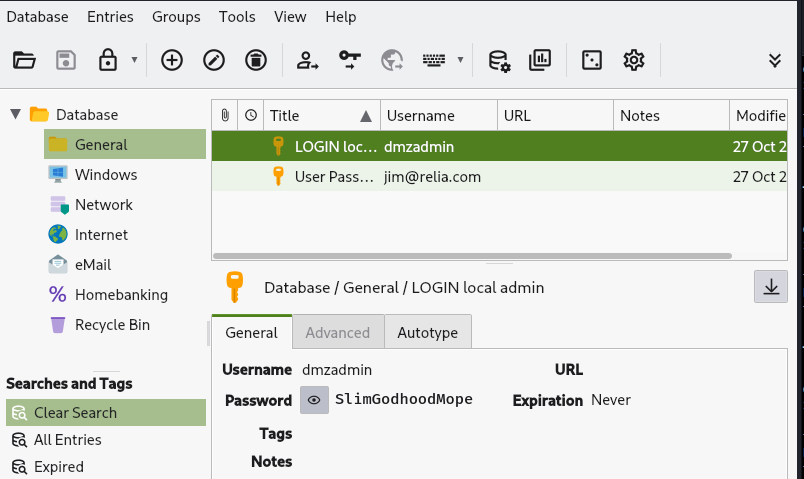 Database Entries Groups Tools View Help
Database
General
Windows
Network
Internet
eMail
Homebanking
Recycle Bin
Searches and Tags
Clear Search
All Entries
Expired
Title Username URL Notes Modifie
LOGIN loc... dmzadmin 27 Oct 2
User Pass... jim@relia.com 27 Oct 2
Database / General / LOGIN local admin
General Advanced Autotype
Username dmzadmin URL
Password SlimGodhoodMope Expiration Never
Tags
Notes